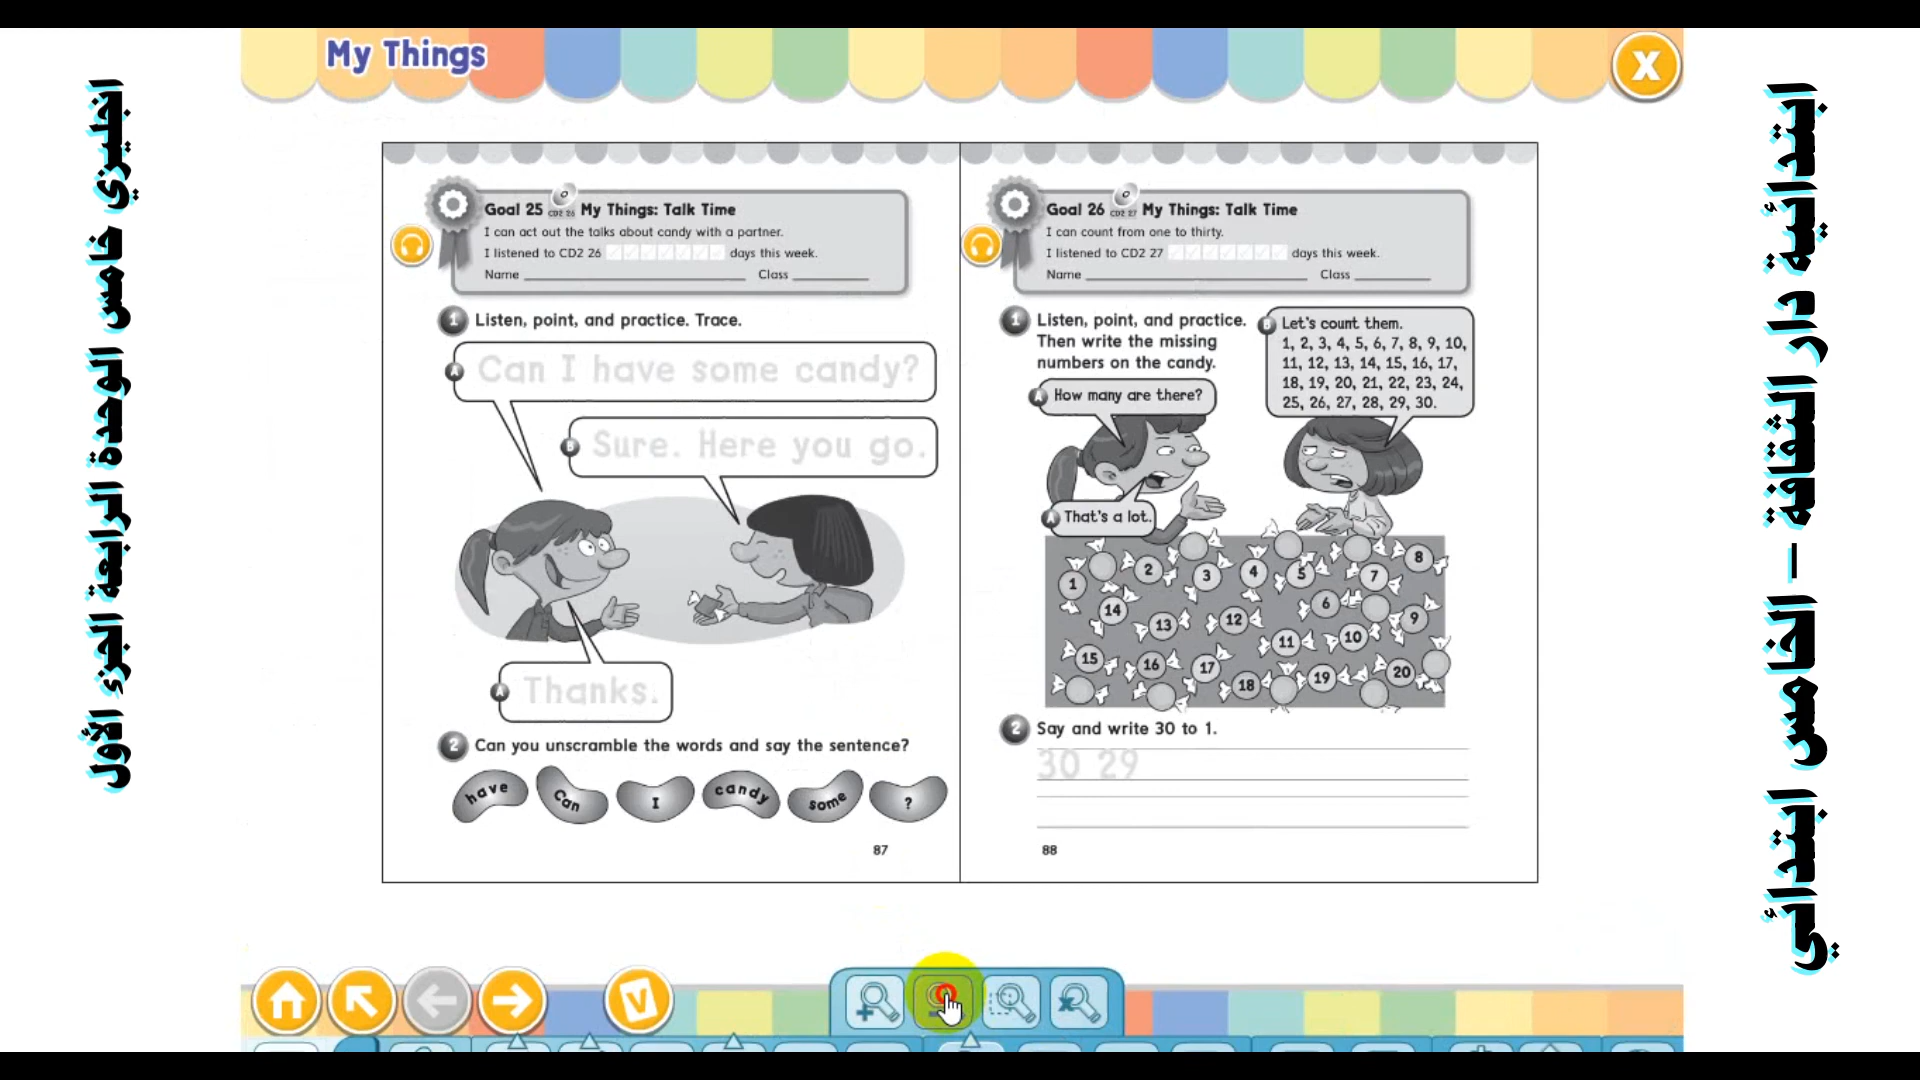 My Things
X
انجليزي خامس الوحدة الرابعة الجزء الأول
Goal 25 CD2 26 My Things: Talk Time
I can act out the talks about candy with a partner.
I listened to CD2 26 days this week.
Name Class
1 Listen, point, and practice. Trace.
A Can I have some candy?
B Sure. Here you go.
A Thanks.
2 Can you unscramble the words and say the sentence?
have Can I candy some ?
87
Goal 26 CD2 27 My Things: Talk Time
I can count from one to thirty.
I listened to CD2 27 days this week.
Name Class
1 Listen, point, and practice.
Then write the missing
numbers on the candy.
A How many are there?
B Let's count them.
1, 2, 3, 4, 5, 6, 7, 8, 9, 10,
11, 12, 13, 14, 15, 16, 17,
18, 19, 20, 21, 22, 23, 24,
25, 26, 27, 28, 29, 30.
A That's a lot.
1 2 3 4 5 7 8
14 13 12 6 9
11 10
15 16 17 18 19 20
2 Say and write 30 to 1.
30 29
88
ابتدائية دار الثقافة – الخامس ابتدائي
V